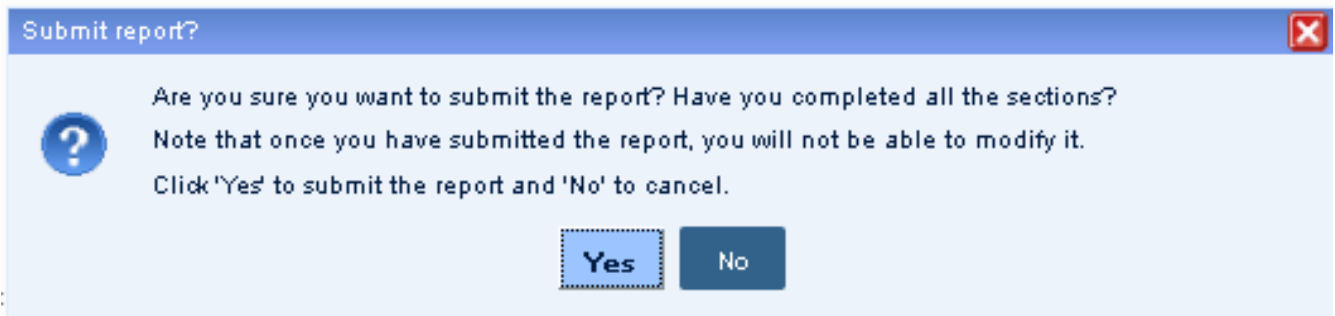 Submit report?
Are you sure you want to submit the report? Have you completed all the sections?
Note that once you have submitted the report, you will not be able to modify it.
Click 'Yes' to submit the report and 'No' to cancel.
Yes No